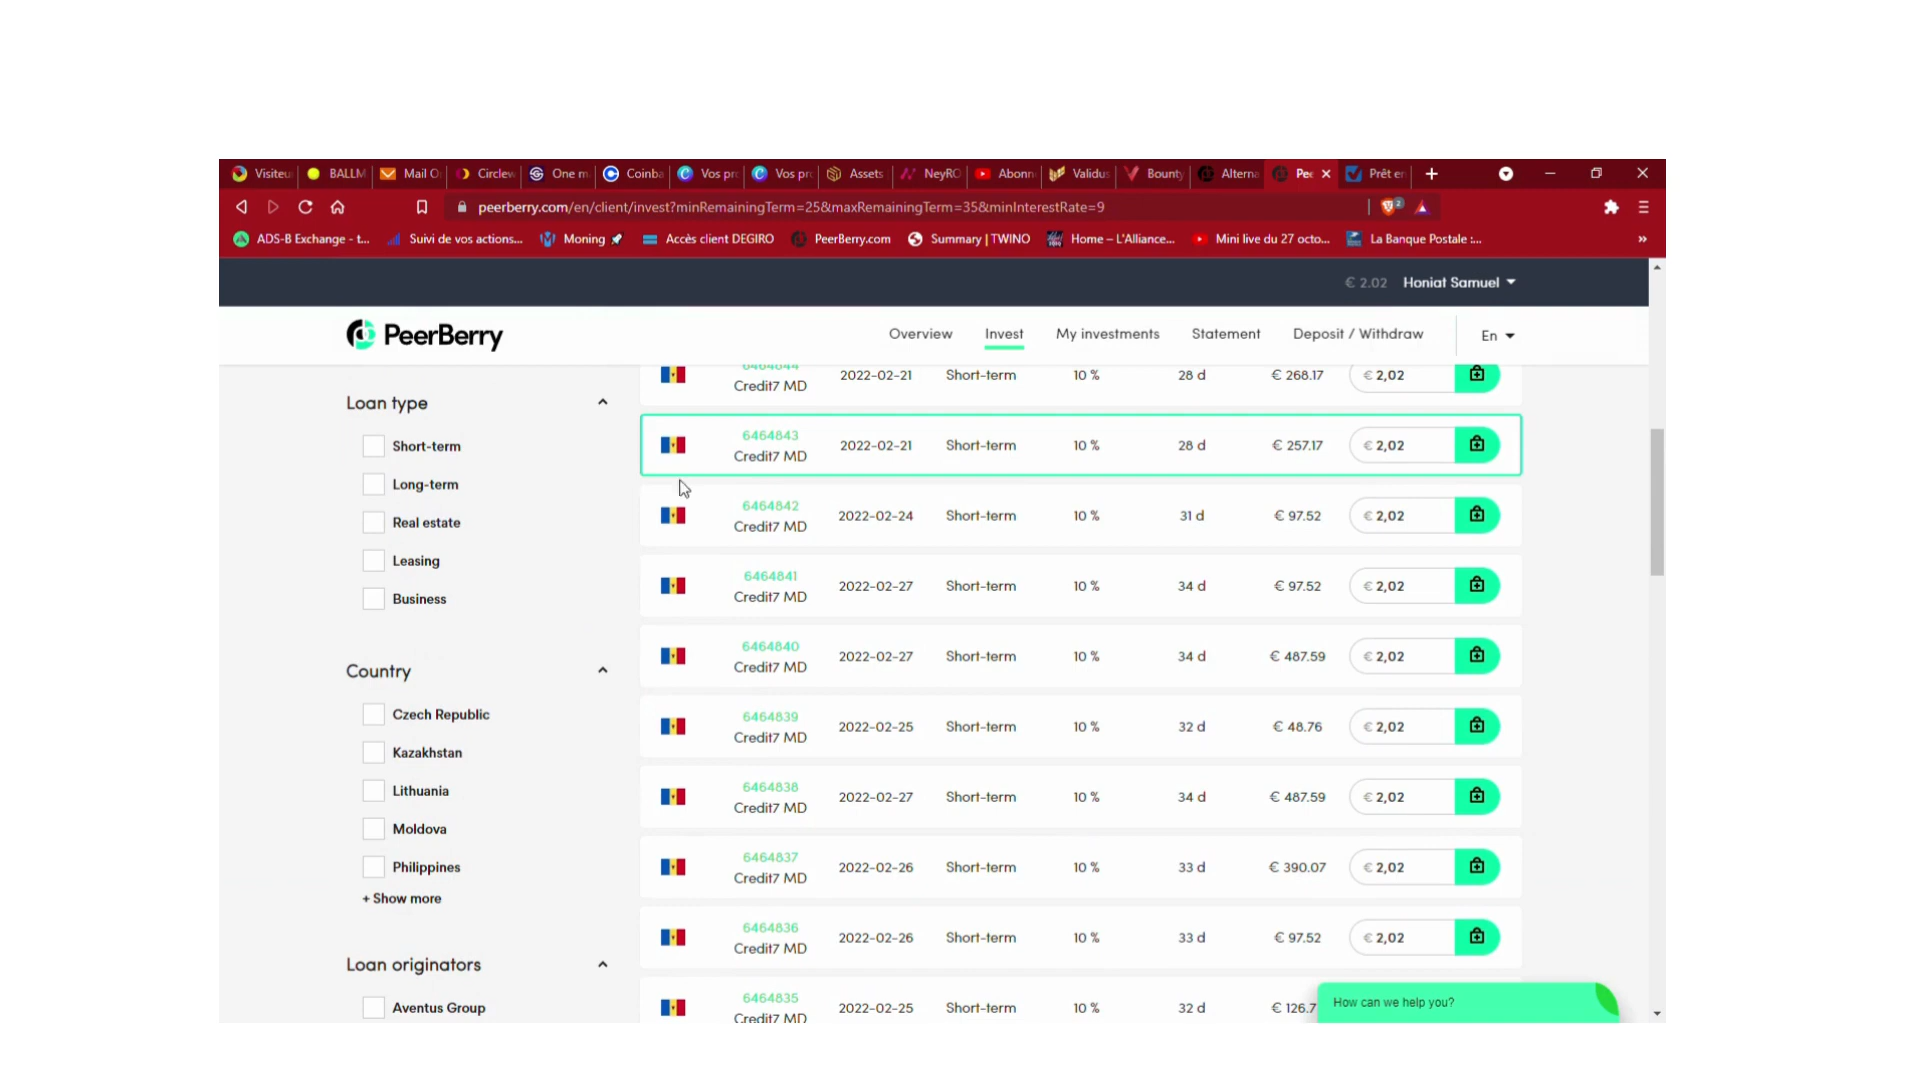 Visiteu BALLM Mail O Circlew One m Coinba Vos pr Vos pr Assets NeyRO Abonn Validus Bounty Alterna Pee Prêt en
peerberry.com/en/client/invest?minRemainingTerm=25&maxRemainingTerm=35&minInterestRate=9
ADS-B Exchange - t... Suivi de vos actions... Moning Accès client DEGIRO PeerBerry.com Summary | TWINO Home – L'Alliance... Mini live du 27 octo... La Banque Postale :... »
€ 2.02 Honiat Samuel
PeerBerry Overview Invest My investments Statement Deposit / Withdraw En
6464844
Credit7 MD 2022-02-21 Short-term 10 % 28 d € 268.17 € 2,02
Loan type
6464843
Credit7 MD 2022-02-21 Short-term 10 % 28 d € 257.17 € 2,02
Short-term
Long-term
6464842
Credit7 MD 2022-02-24 Short-term 10 % 31 d € 97.52 € 2,02
Real estate
Leasing
6464841
Credit7 MD 2022-02-27 Short-term 10 % 34 d € 97.52 € 2,02
Business
6464840
Credit7 MD 2022-02-27 Short-term 10 % 34 d € 487.59 € 2,02
Country
6464839
Credit7 MD 2022-02-25 Short-term 10 % 32 d € 48.76 € 2,02
Czech Republic
Kazakhstan
6464838
Credit7 MD 2022-02-27 Short-term 10 % 34 d € 487.59 € 2,02
Lithuania
Moldova
6464837
Credit7 MD 2022-02-26 Short-term 10 % 33 d € 390.07 € 2,02
Philippines
+ Show more
6464836
Credit7 MD 2022-02-26 Short-term 10 % 33 d € 97.52 € 2,02
Loan originators
6464835
Credit7 MD 2022-02-25 Short-term 10 % 32 d € 126.7
Aventus Group
How can we help you?